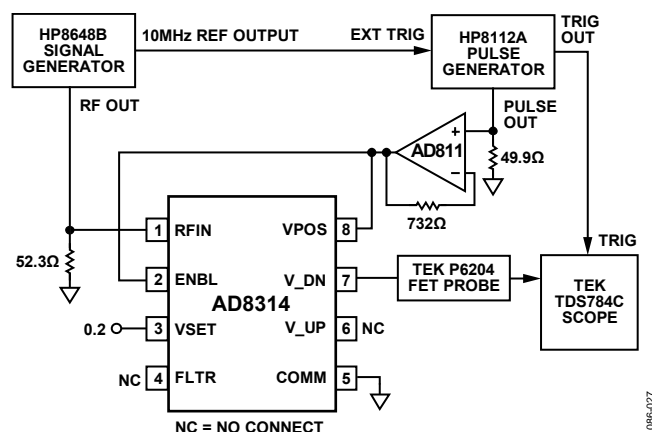 HP8648B
SIGNAL
GENERATOR
10MHz REF OUTPUT
EXT TRIG
HP8112A
PULSE
GENERATOR
TRIG
OUT
RF OUT
PULSE
OUT
+
AD811
−
49.9Ω
732Ω
52.3Ω
1 RFIN
VPOS 8
2 ENBL
V_DN 7
AD8314
0.2
3 VSET
V_UP 6 NC
NC 4 FLTR
COMM 5
TEK P6204
FET PROBE
TRIG
TEK
TDS784C
SCOPE
NC = NO CONNECT
086-027